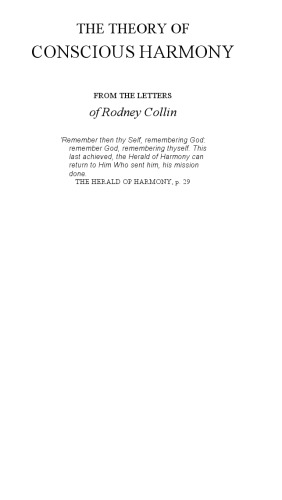 THE THEORY OF
CONSCIOUS HARMONY
FROM THE LETTERS
of Rodney Collin
'Remember then thy Self, remembering God:
remember God, remembering thyself. This
last achieved, the Herald of Harmony can
return to Him Who sent him, his mission
done.
THE HERALD OF HARMONY, p. 29